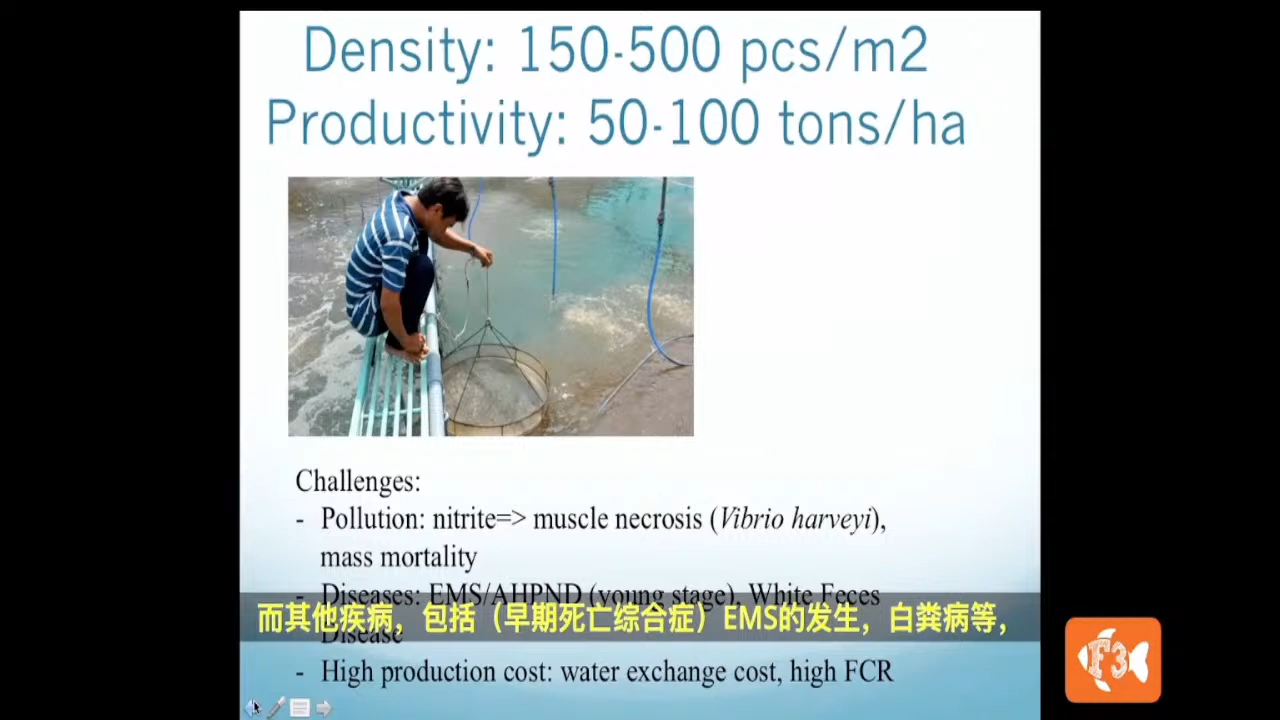 Density: 150-500 pcs/m2
Productivity: 50-100 tons/ha
Challenges:
- Pollution: nitrite=> muscle necrosis (Vibrio harveyi),
mass mortality
- Diseases: EMS/AHPND (young stage), White Feces
Disease
而其他疾病，包括（早期死亡综合症）EMS的发生，白粪病等，
- High production cost: water exchange cost, high FCR
F3